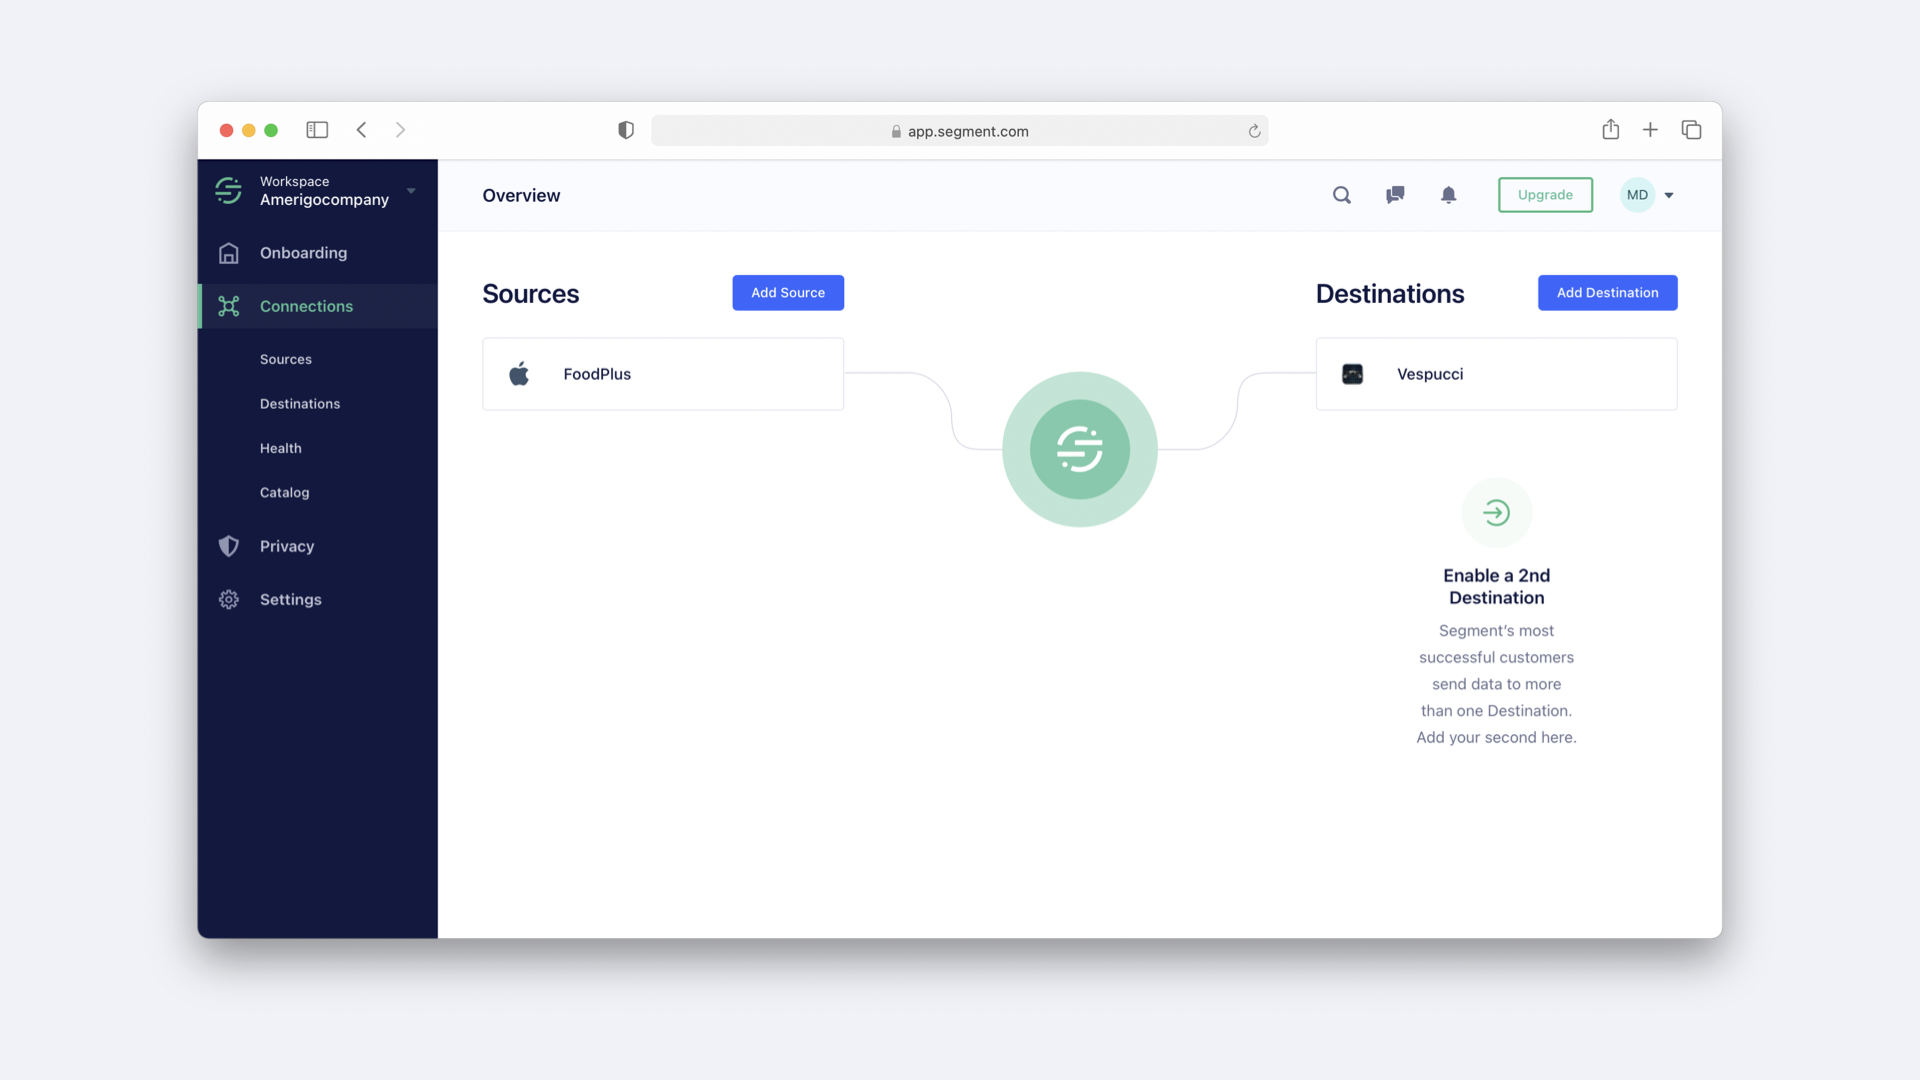 app.segment.com
Workspace
Amerigocompany
Onboarding
Connections
Sources
Destinations
Health
Catalog
Privacy
Settings
Overview
Upgrade
MD
Sources
Add Source
FoodPlus
Destinations
Add Destination
Vespucci
Enable a 2nd
Destination
Segment’s most
successful customers
send data to more
than one Destination.
Add your second here.